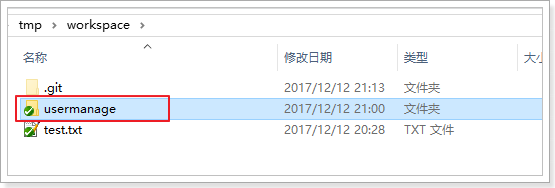 tmp › workspace ›
名称 修改日期 类型 大小
.git 2017/12/12 21:13 文件夹
usermanage 2017/12/12 21:00 文件夹
test.txt 2017/12/12 20:28 TXT 文件